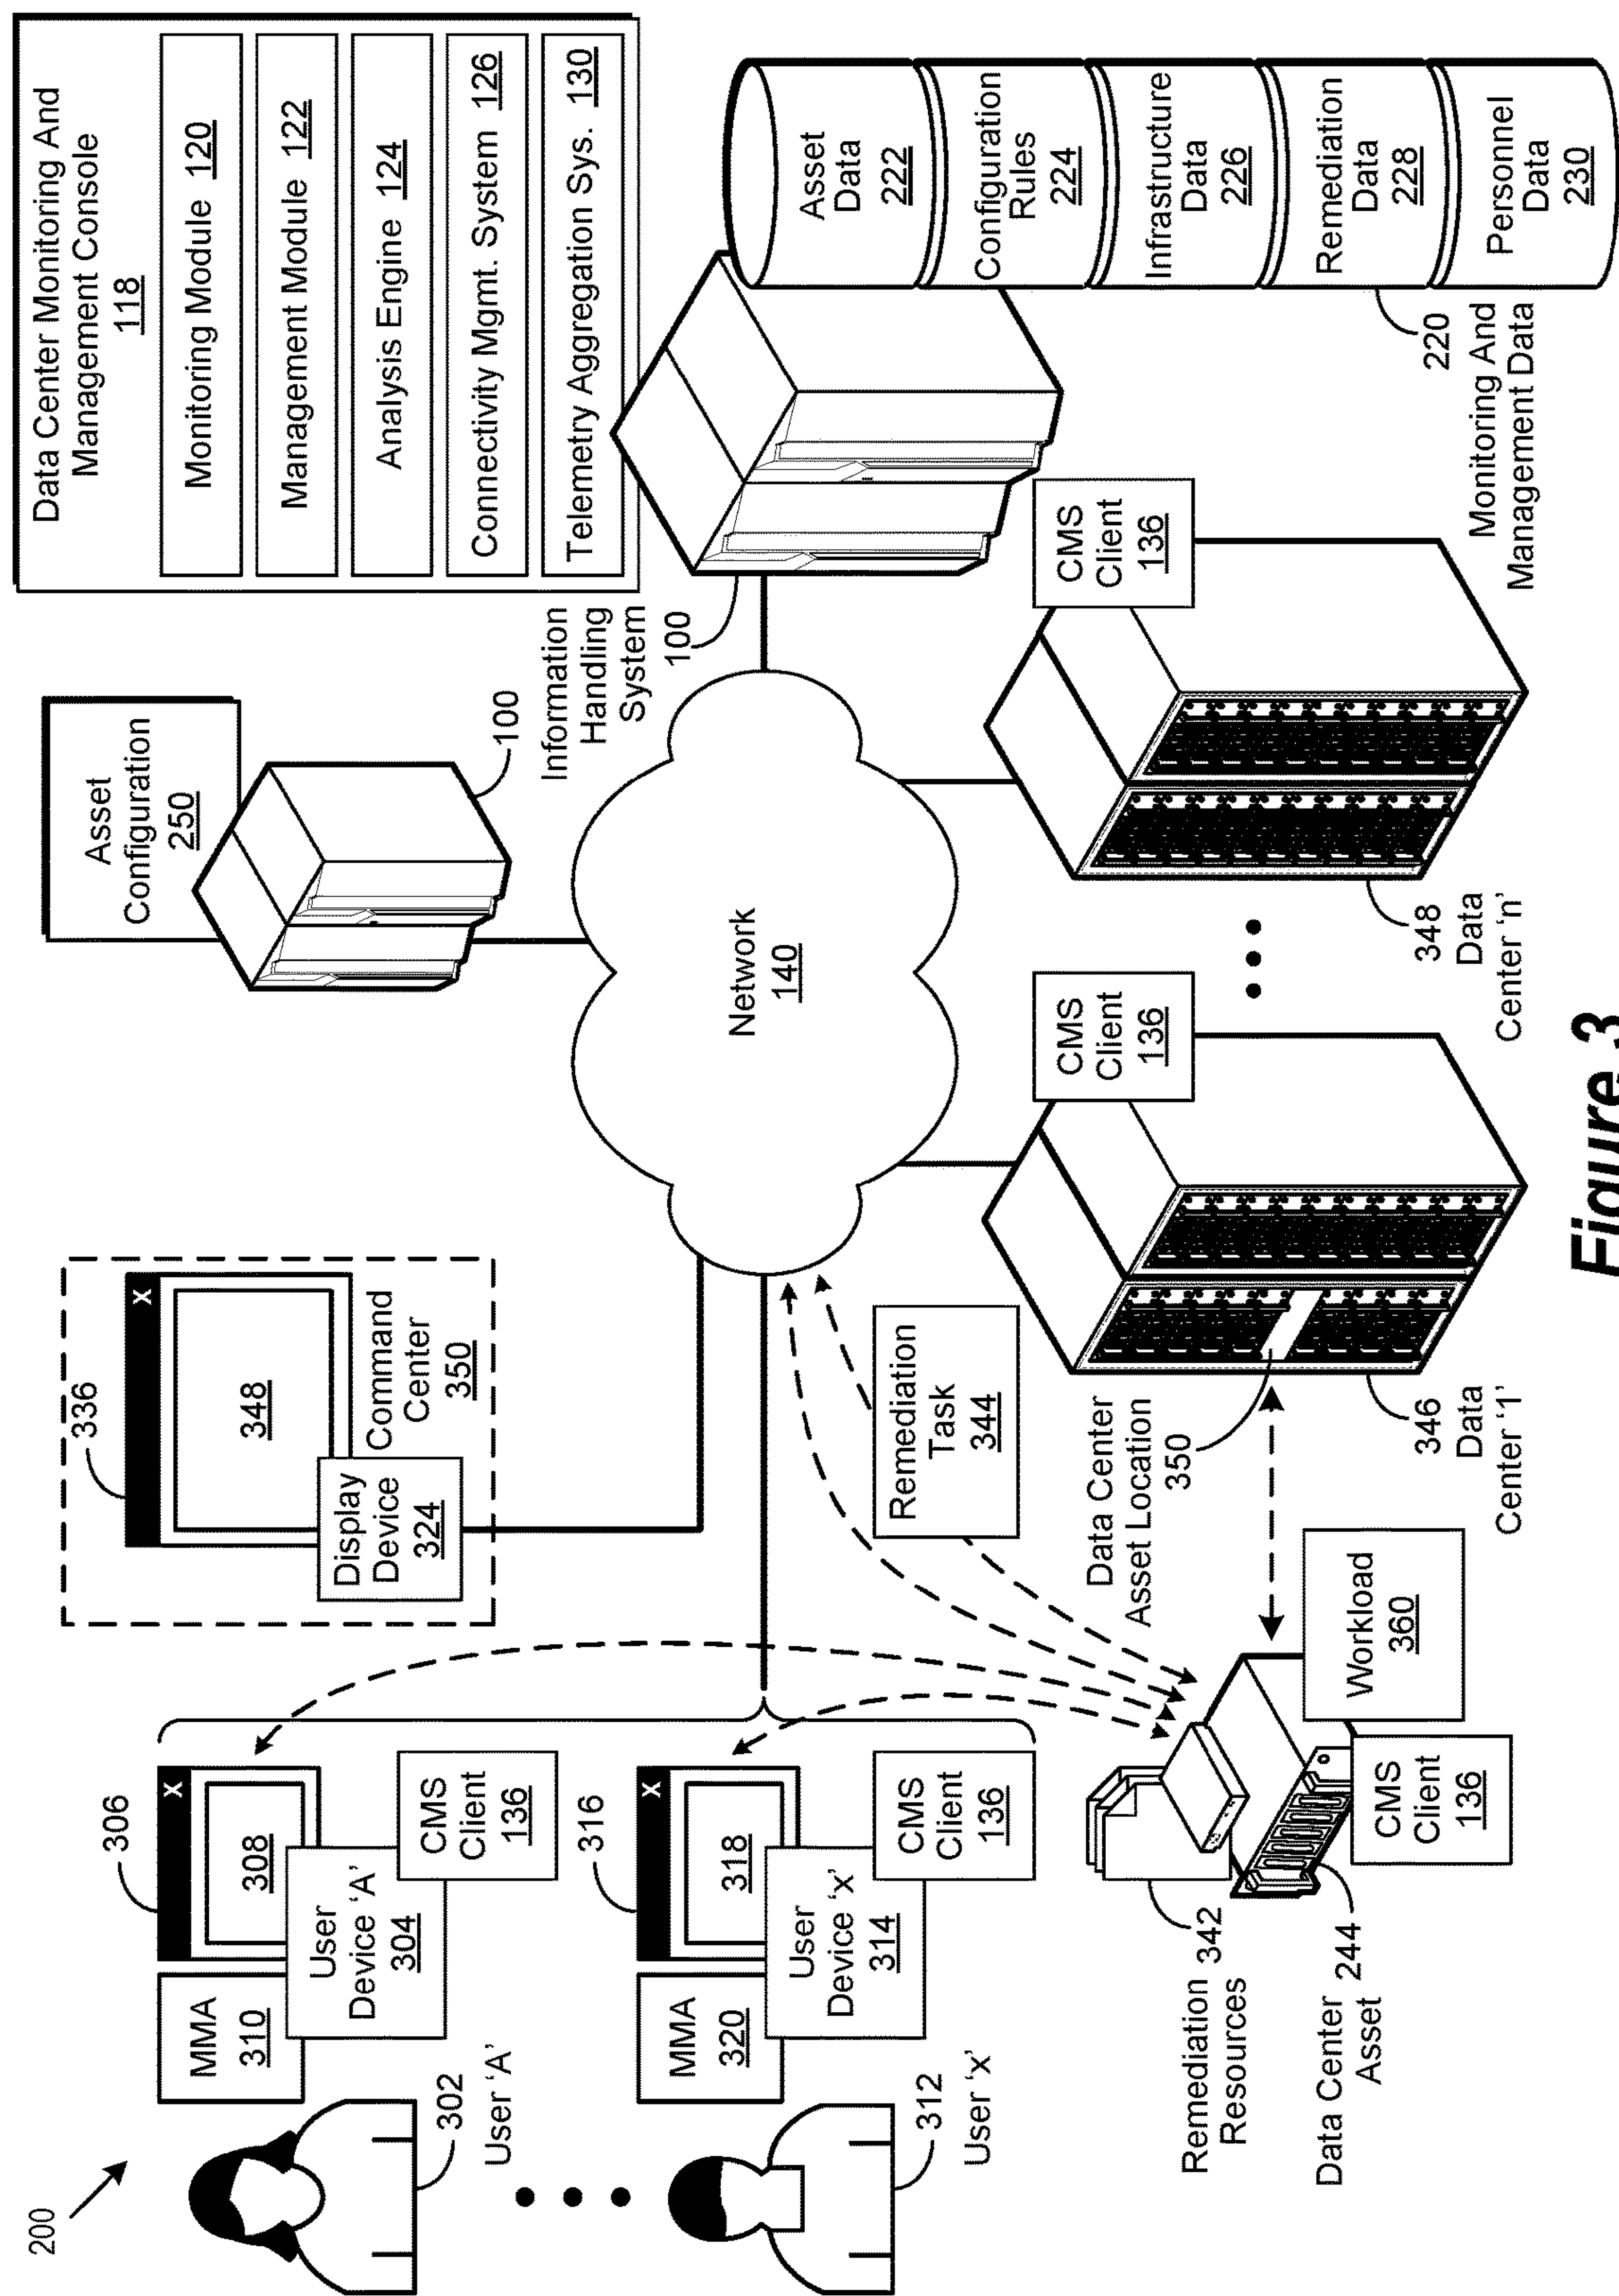 200
302
User ‘A’
MMA
310
306
X
308
User
Device ‘A’
304
CMS
Client
136
312
User ‘x’
MMA
320
316
X
318
User
Device ‘x’
314
CMS
Client
136
336
X
348
Display
Device
324
Command
Center
350
Asset
Configuration
250
100
Information
Handling
System
100
Data Center Monitoring And
Management Console
118
Monitoring Module 120
Management Module 122
Analysis Engine 124
Connectivity Mgmt. System 126
Telemetry Aggregation Sys. 130
Network
140
Asset
Data
222
Configuration
Rules
224
Infrastructure
Data
226
Remediation
Data
228
Personnel
Data
230
220
Monitoring And
Management Data
Remediation
Task
344
Remediation 342
Resources
Data Center 244
Asset
CMS
Client
136
Workload
360
Data Center
Asset Location
350
346
Data
Center ‘1’
CMS
Client
136
348
Data
Center ‘n’
CMS
Client
136
Figure 3